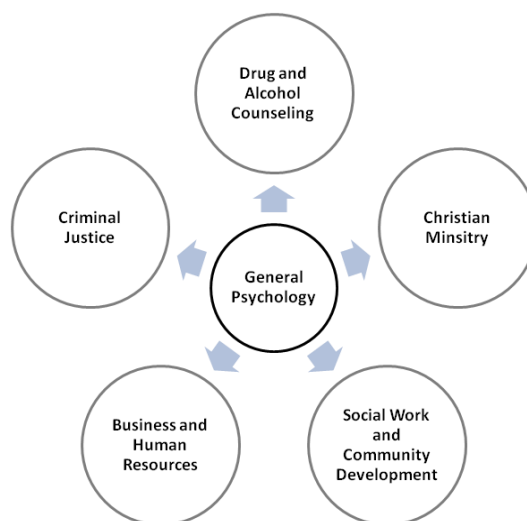 Drug and
Alcohol
Counseling
Criminal
Justice
Christian
Minsitry
General
Psychology
Business and
Human
Resources
Social Work
and
Community
Development